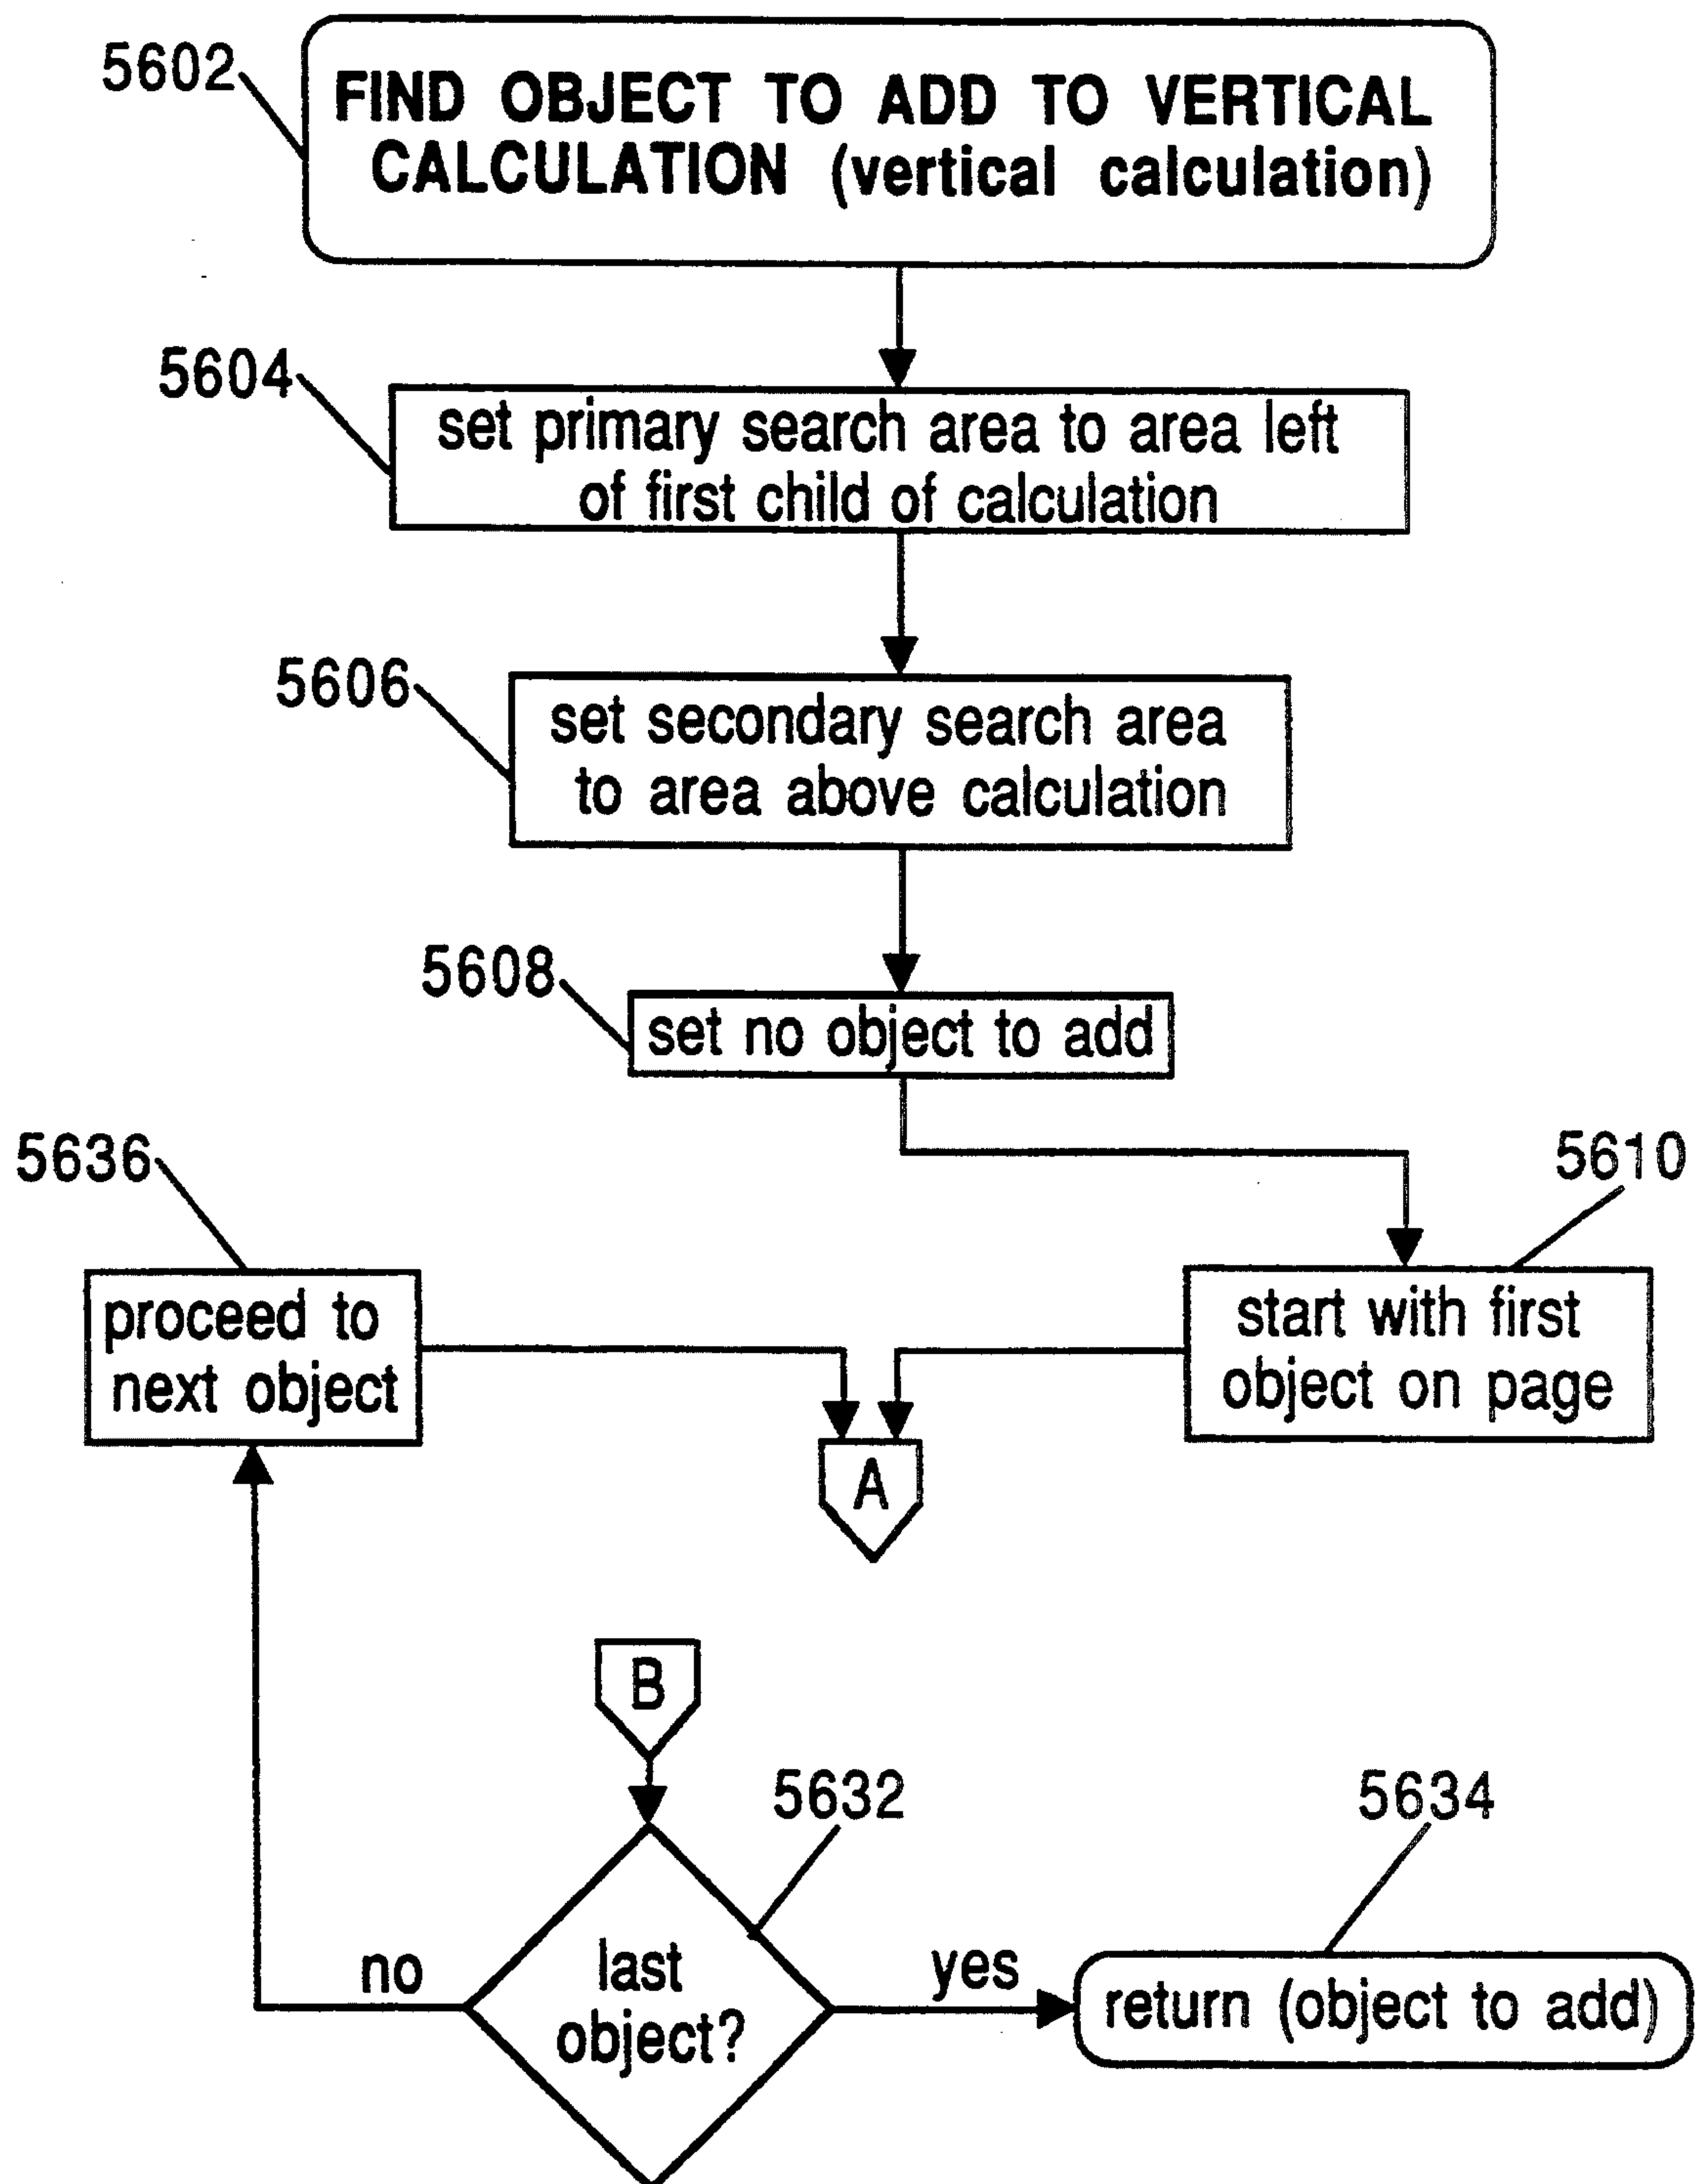 5602
FIND OBJECT TO ADD TO VERTICAL
CALCULATION (vertical calculation)
5604
set primary search area to area left
of first child of calculation
5606
set secondary search area
to area above calculation
5608
set no object to add
5636
5610
proceed to
next object
start with first
object on page
A
B
5632
5634
no
last
object?
yes
return (object to add)